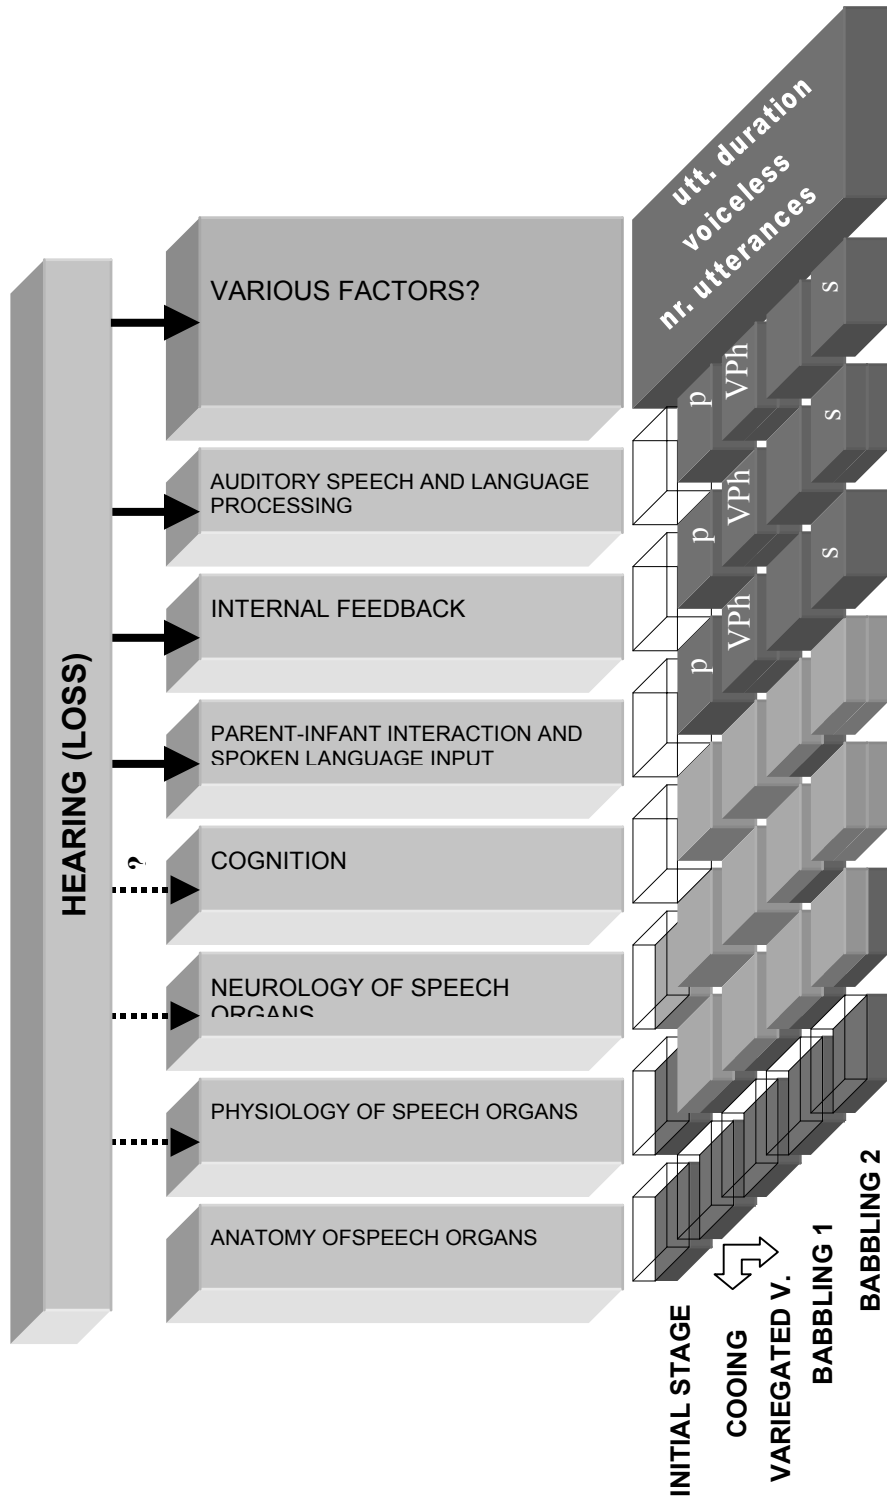 HEARING (LOSS)
?
VARIOUS FACTORS?
AUDITORY SPEECH AND LANGUAGE
PROCESSING
INTERNAL FEEDBACK
PARENT-INFANT INTERACTION AND
SPOKEN LANGUAGE INPUT
COGNITION
NEUROLOGY OF SPEECH
ORGANS
PHYSIOLOGY OF SPEECH ORGANS
ANATOMY OFSPEECH ORGANS
utt. duration
voiceless
nr. utterances
p
VPh
s
p
VPh
s
p
VPh
s
INITIAL STAGE
COOING
VARIEGATED V.
BABBLING 1
BABBLING 2